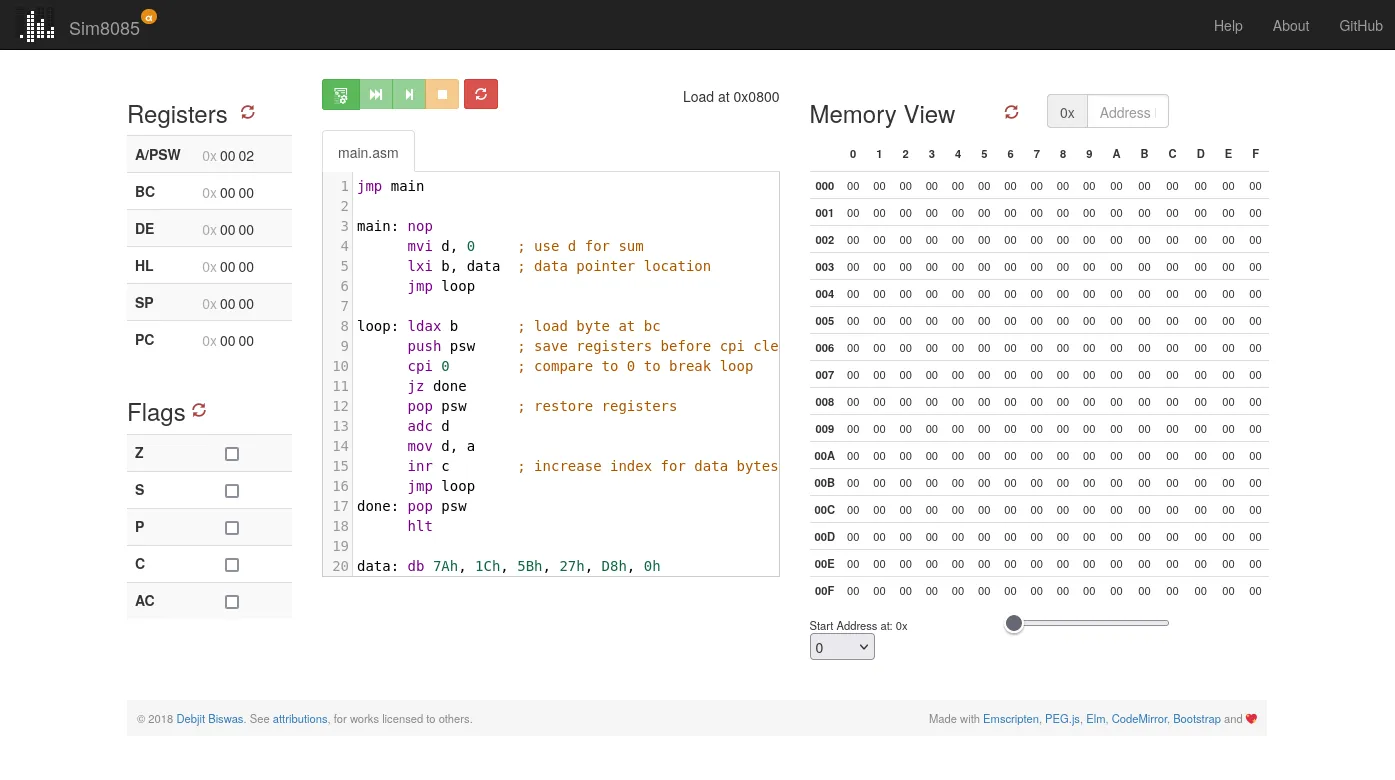 Sim8085 α
Help About GitHub
Registers
A/PSW 0x 00 02
BC 0x 00 00
DE 0x 00 00
HL 0x 00 00
SP 0x 00 00
PC 0x 00 00
Flags
Z
S
P
C
AC
Load at 0x0800
main.asm
1 jmp main
2
3 main: nop
4 mvi d, 0 ; use d for sum
5 lxi b, data ; data pointer location
6 jmp loop
7
8 loop: ldax b ; load byte at bc
9 push psw ; save registers before cpi cle
10 cpi 0 ; compare to 0 to break loop
11 jz done
12 pop psw ; restore registers
13 adc d
14 mov d, a
15 inr c ; increase index for data bytes
16 jmp loop
17 done: pop psw
18 hlt
19
20 data: db 7Ah, 1Ch, 5Bh, 27h, D8h, 0h
Memory View 0x Address
0 1 2 3 4 5 6 7 8 9 A B C D E F
000 00 00 00 00 00 00 00 00 00 00 00 00 00 00 00 00
001 00 00 00 00 00 00 00 00 00 00 00 00 00 00 00 00
002 00 00 00 00 00 00 00 00 00 00 00 00 00 00 00 00
003 00 00 00 00 00 00 00 00 00 00 00 00 00 00 00 00
004 00 00 00 00 00 00 00 00 00 00 00 00 00 00 00 00
005 00 00 00 00 00 00 00 00 00 00 00 00 00 00 00 00
006 00 00 00 00 00 00 00 00 00 00 00 00 00 00 00 00
007 00 00 00 00 00 00 00 00 00 00 00 00 00 00 00 00
008 00 00 00 00 00 00 00 00 00 00 00 00 00 00 00 00
009 00 00 00 00 00 00 00 00 00 00 00 00 00 00 00 00
00A 00 00 00 00 00 00 00 00 00 00 00 00 00 00 00 00
00B 00 00 00 00 00 00 00 00 00 00 00 00 00 00 00 00
00C 00 00 00 00 00 00 00 00 00 00 00 00 00 00 00 00
00D 00 00 00 00 00 00 00 00 00 00 00 00 00 00 00 00
00E 00 00 00 00 00 00 00 00 00 00 00 00 00 00 00 00
00F 00 00 00 00 00 00 00 00 00 00 00 00 00 00 00 00
Start Address at: 0x
0
© 2018 Debjit Biswas. See attributions, for works licensed to others.
Made with Emscripten, PEG.js, Elm, CodeMirror, Bootstrap and ❤